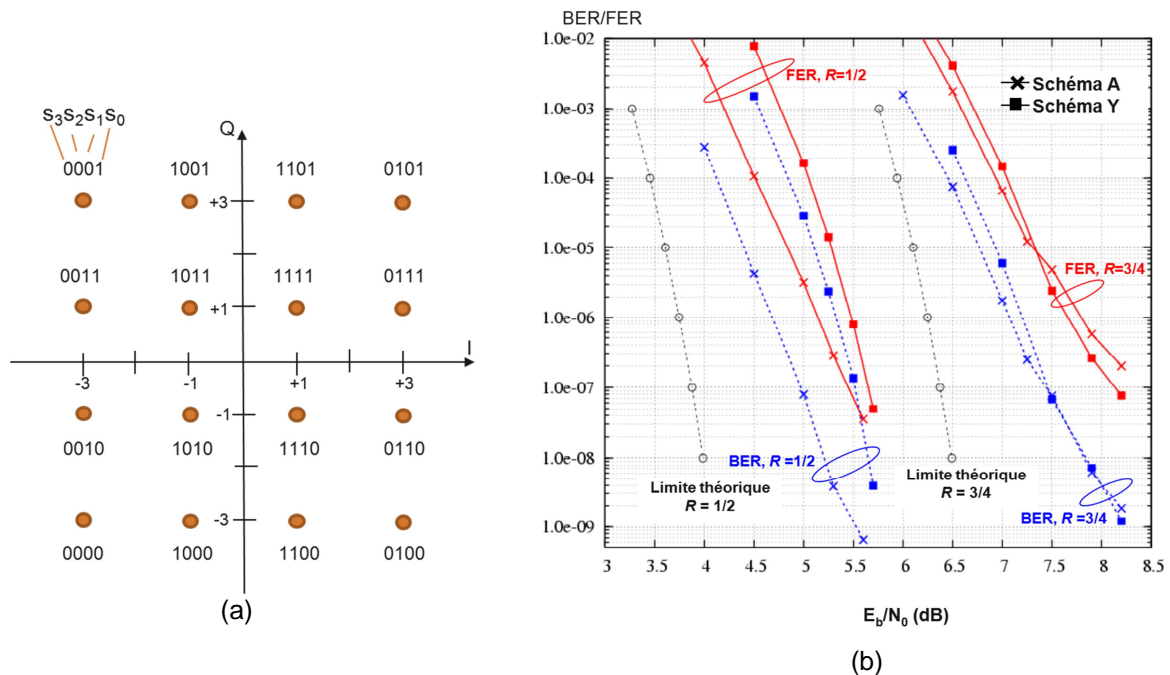 S3S2S1S0
Q
0001 1001 1101 0101
+3
0011 1011 1111 0111
+1
I
-3 -1 +1 +3
-1
0010 1010 1110 0110
-3
0000 1000 1100 0100
(a)
BER/FER
1.0e-02
1.0e-03
1.0e-04
1.0e-05
1.0e-06
1.0e-07
1.0e-08
1.0e-09
FER, R=1/2
Schéma A
Schéma Y
FER, R=3/4
BER, R =1/2
Limite théorique
R = 1/2
Limite théorique
R = 3/4
BER, R =3/4
3 3.5 4 4.5 5 5.5 6 6.5 7 7.5 8 8.5
Eb/N0 (dB)
(b)